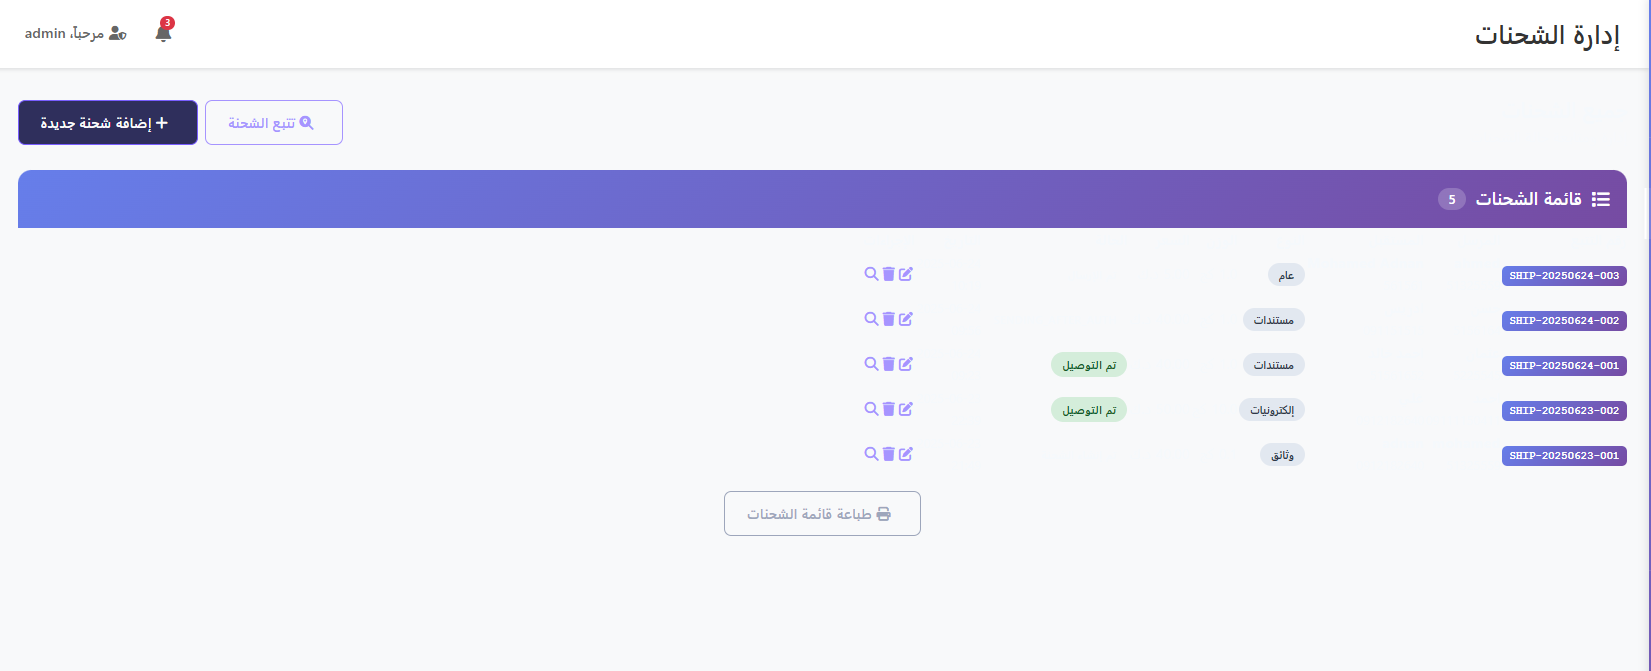 إدارة الشحنات
3
مرحباً، admin
تتبع الشحنة
إضافة شحنة جديدة
قائمة الشحنات 5
SHIP-20250624-003 عام
SHIP-20250624-002 مستندات
SHIP-20250624-001 مستندات تم التوصيل
SHIP-20250623-002 إلكترونيات تم التوصيل
SHIP-20250623-001 وثائق
طباعة قائمة الشحنات